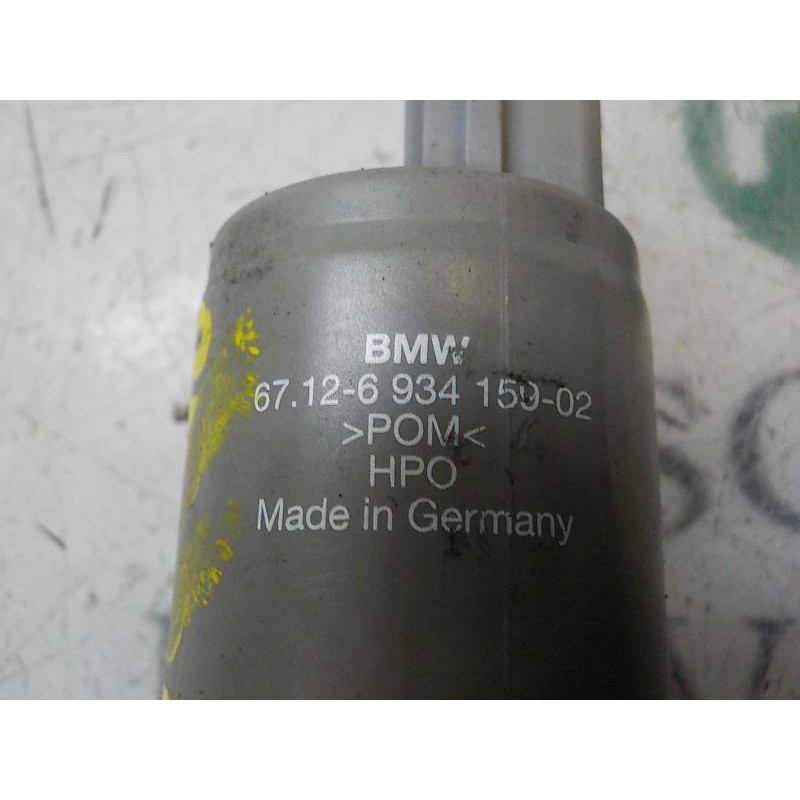 BMW
67.12-6 934 159-02
>POM<
HPO
Made in Germany